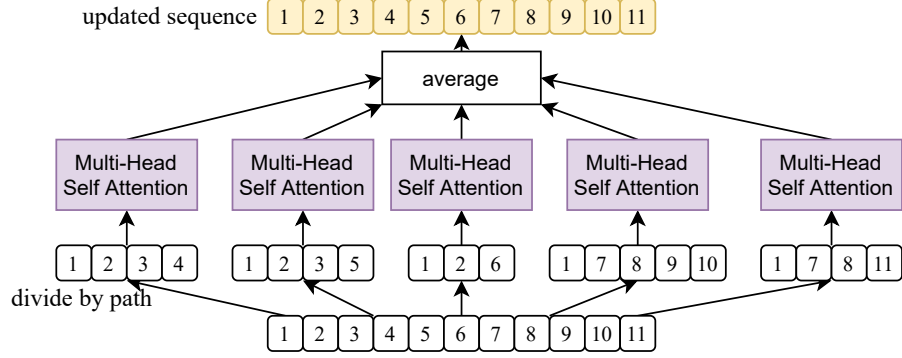 updated sequence 1 2 3 4 5 6 7 8 9 10 11
average
Multi-Head Self Attention
Multi-Head Self Attention
Multi-Head Self Attention
Multi-Head Self Attention
Multi-Head Self Attention
1 2 3 4
1 2 3 5
1 2 6
1 7 8 9 10
1 7 8 11
divide by path
1 2 3 4 5 6 7 8 9 10 11